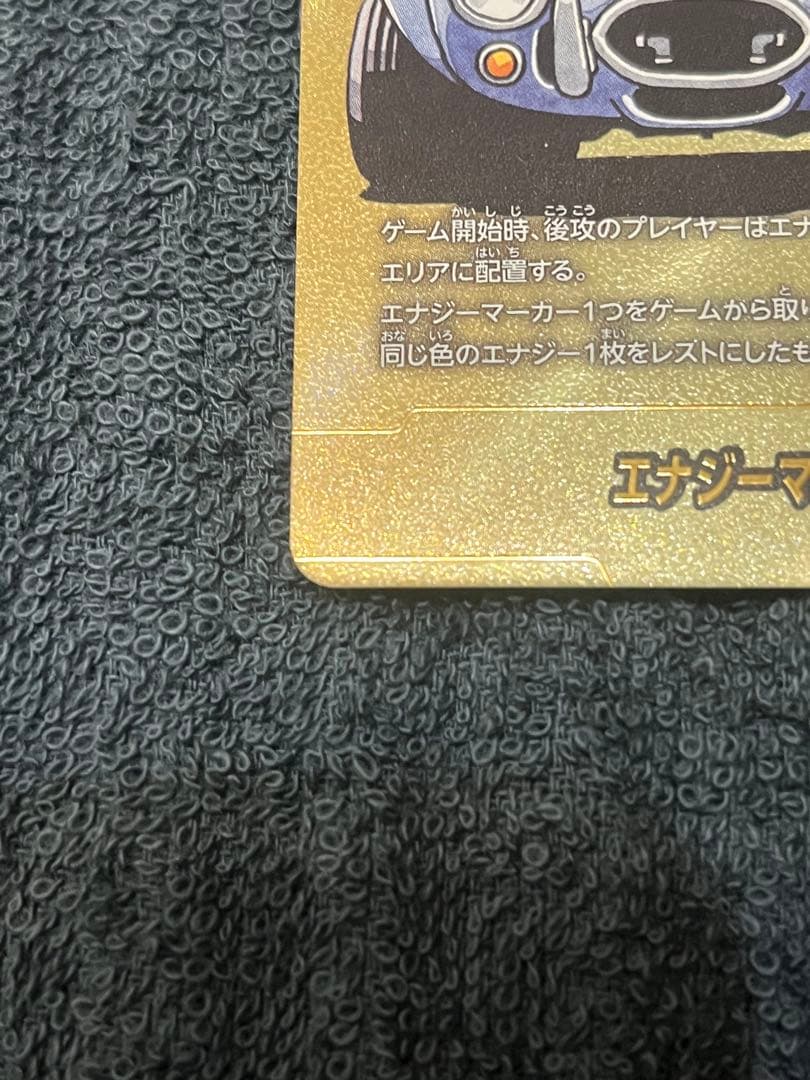 ゲーム開始時、後攻のプレイヤーはエナ
エリアに配置する。
エナジーマーカー1つをゲームから取り
同じ色のエナジー1枚をレストにしたも
エナジーマ